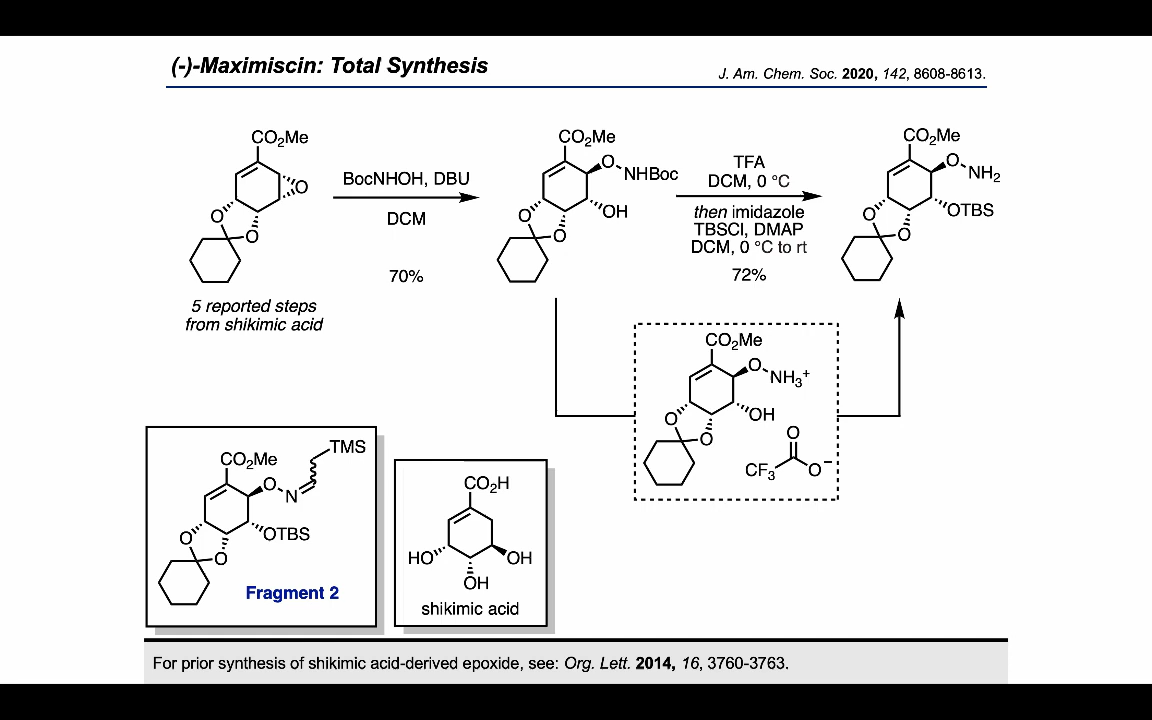 (-)-Maximiscin: Total Synthesis
J. Am. Chem. Soc. 2020, 142, 8608-8613.
CO₂Me
O
O
O
5 reported steps
from shikimic acid
BocNHOH, DBU
DCM
70%
CO₂Me
O
NHBoc
OH
O
O
TFA
DCM, 0 °C
then imidazole
TBSCl, DMAP
DCM, 0 °C to rt
72%
CO₂Me
O
NH₂
OTBS
O
O
CO₂Me
O
NH₃⁺
OH
O
O
O
CF₃
O⁻
TMS
CO₂Me
O
N
OTBS
O
O
Fragment 2
CO₂H
HO
OH
OH
shikimic acid
For prior synthesis of shikimic acid-derived epoxide, see: Org. Lett. 2014, 16, 3760-3763.